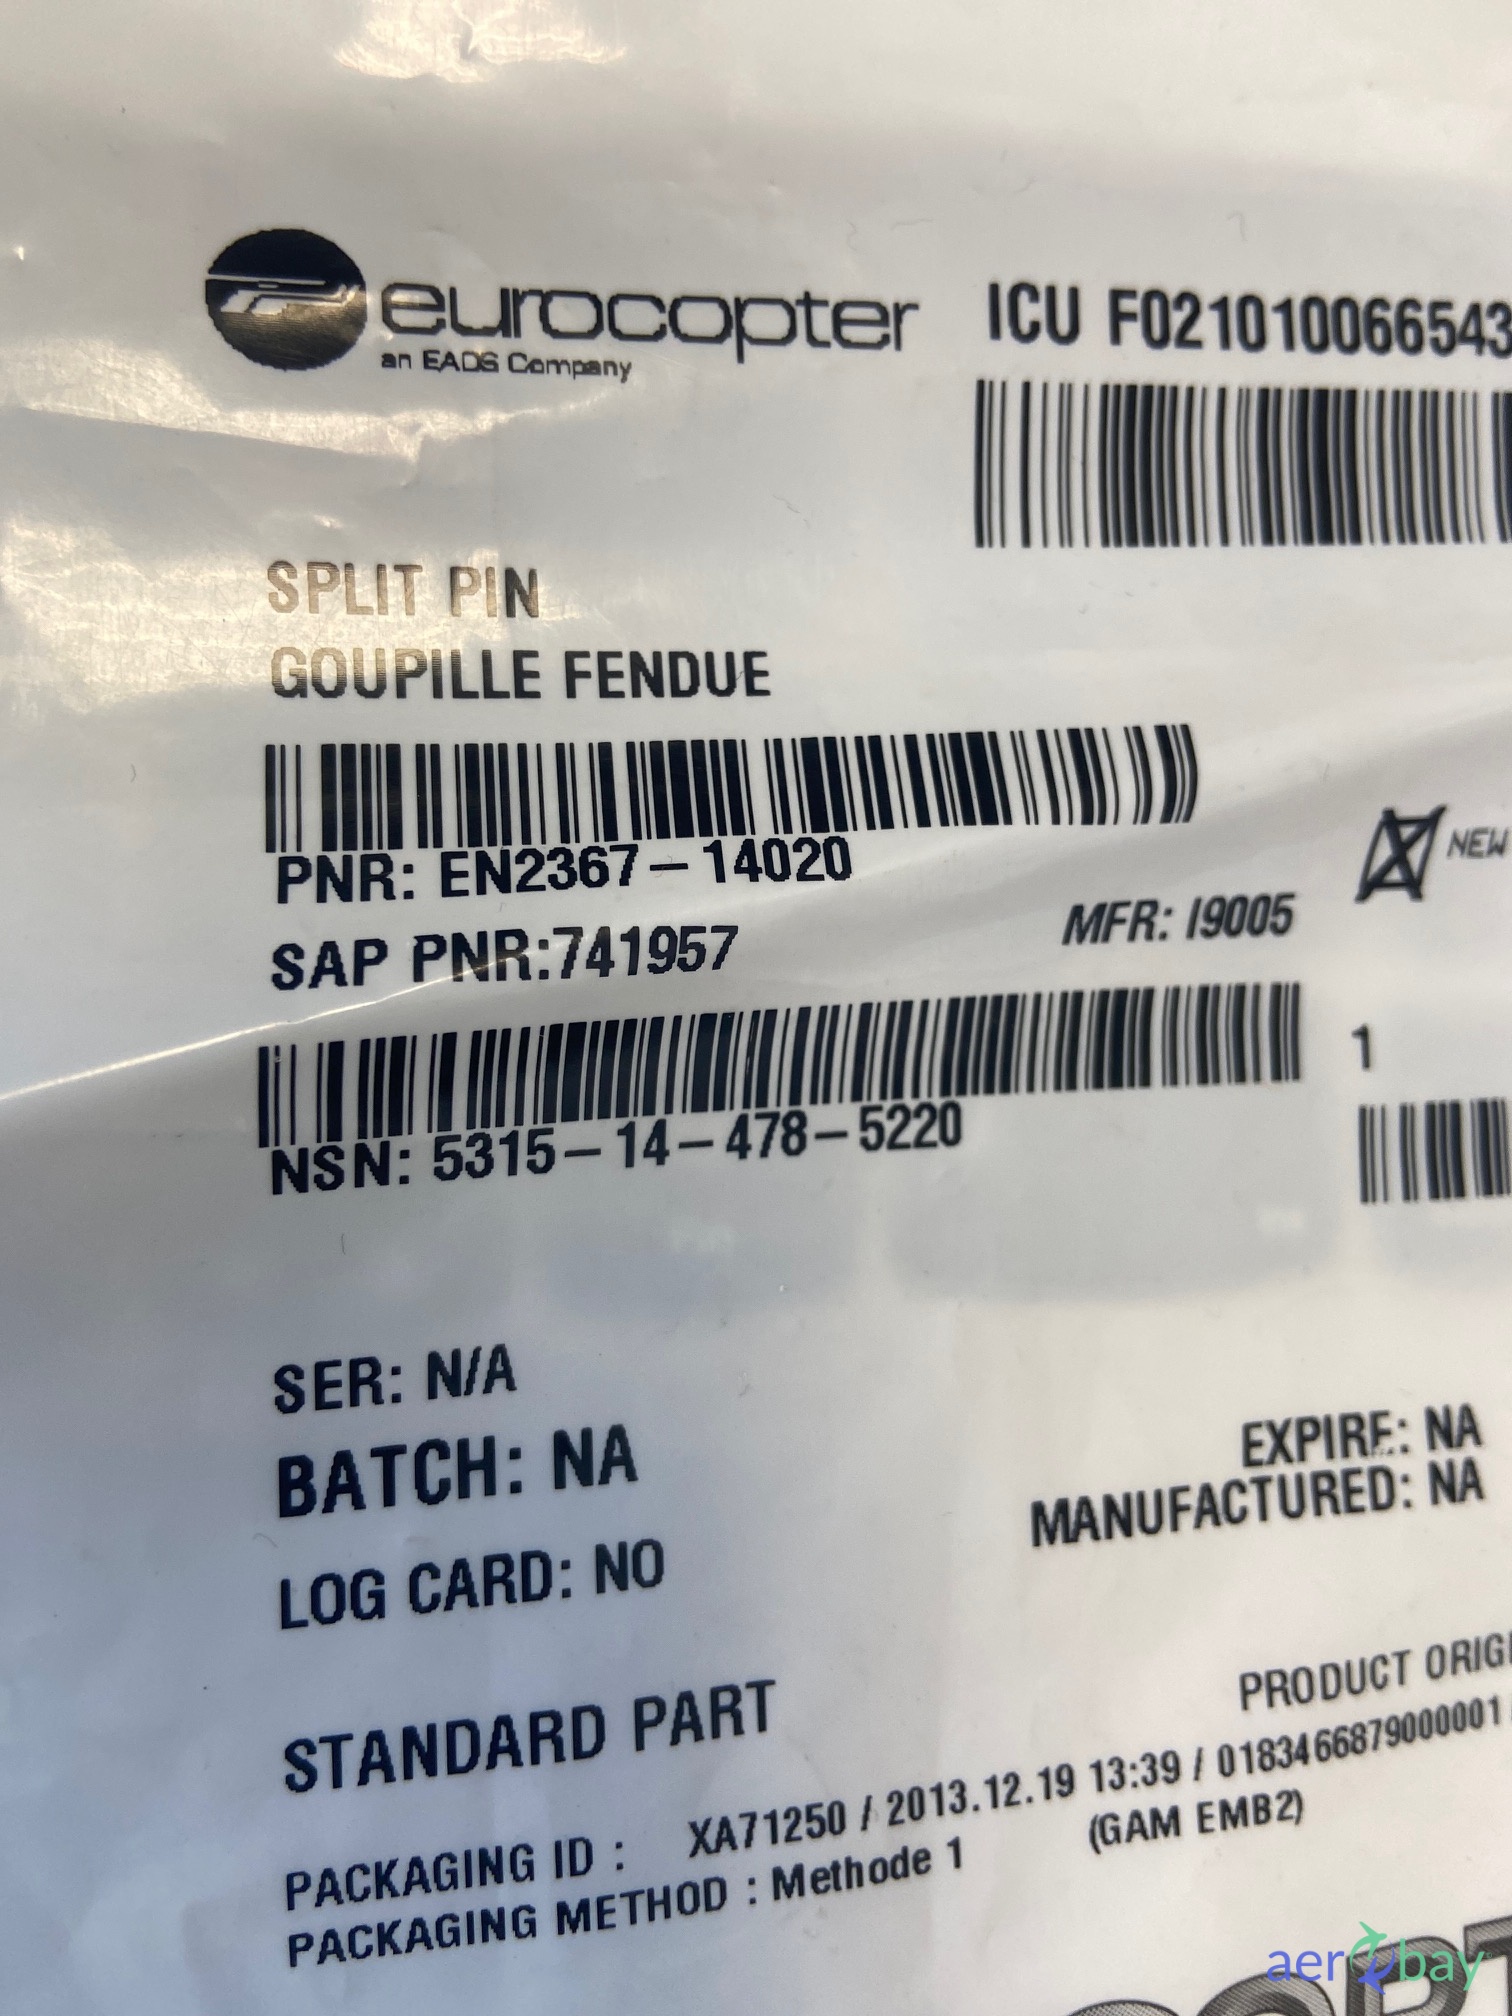 eurocopter
an EADS Company
ICU F021010066543
SPLIT PIN
GOUPILLE FENDUE
PNR: EN2367-14020
NEW
SAP PNR:741957
MFR: I9005
1
NSN: 5315-14-478-5220
SER: N/A
BATCH: NA
EXPIRE: NA
MANUFACTURED: NA
LOG CARD: NO
STANDARD PART
PRODUCT ORIGI
PACKAGING ID : XA71250 / 2013.12.19 13:39 / 0183466879000001
PACKAGING METHOD : Methode 1 (GAM EMB2)
aerobay